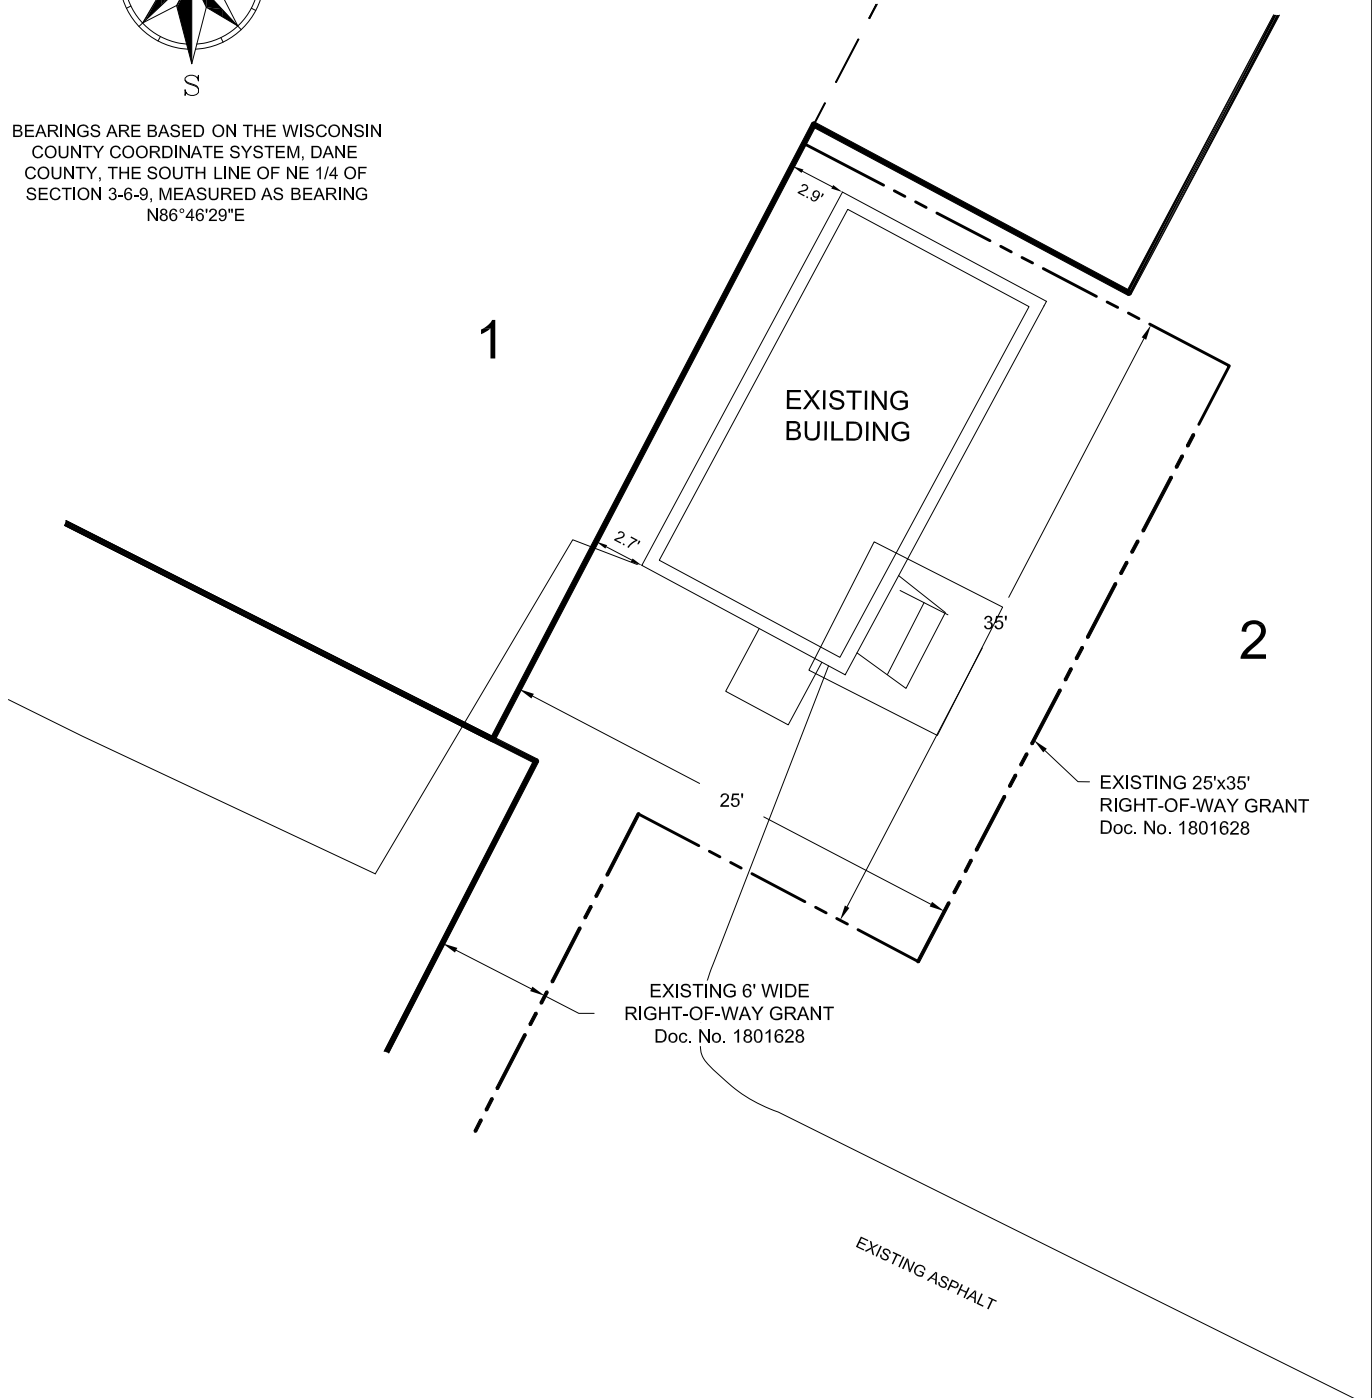 S
BEARINGS ARE BASED ON THE WISCONSIN
COUNTY COORDINATE SYSTEM, DANE
COUNTY, THE SOUTH LINE OF NE 1/4 OF
SECTION 3-6-9, MEASURED AS BEARING
N86°46'29"E
2.9'
1
EXISTING
BUILDING
2.7'
35'
2
25'
EXISTING 25'x35'
RIGHT-OF-WAY GRANT
Doc. No. 1801628
EXISTING 6' WIDE
RIGHT-OF-WAY GRANT
Doc. No. 1801628
EXISTING ASPHALT